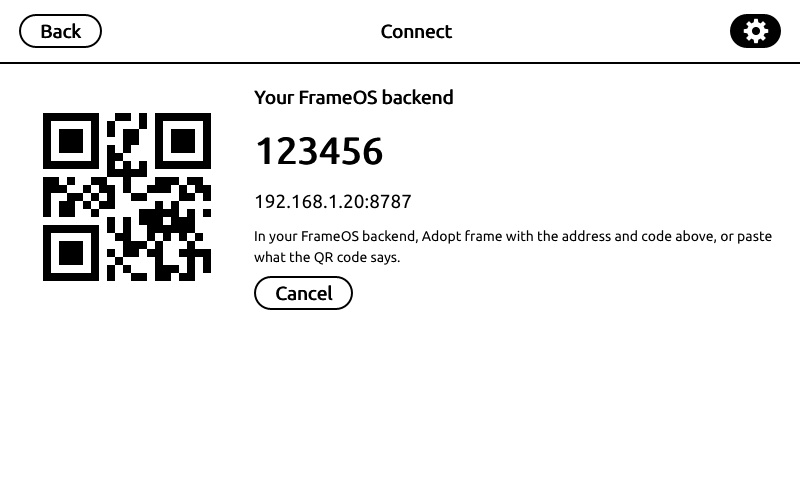 Back
Connect
Your FrameOS backend
123456
192.168.1.20:8787
In your FrameOS backend, Adopt frame with the address and code above, or paste
what the QR code says.
Cancel